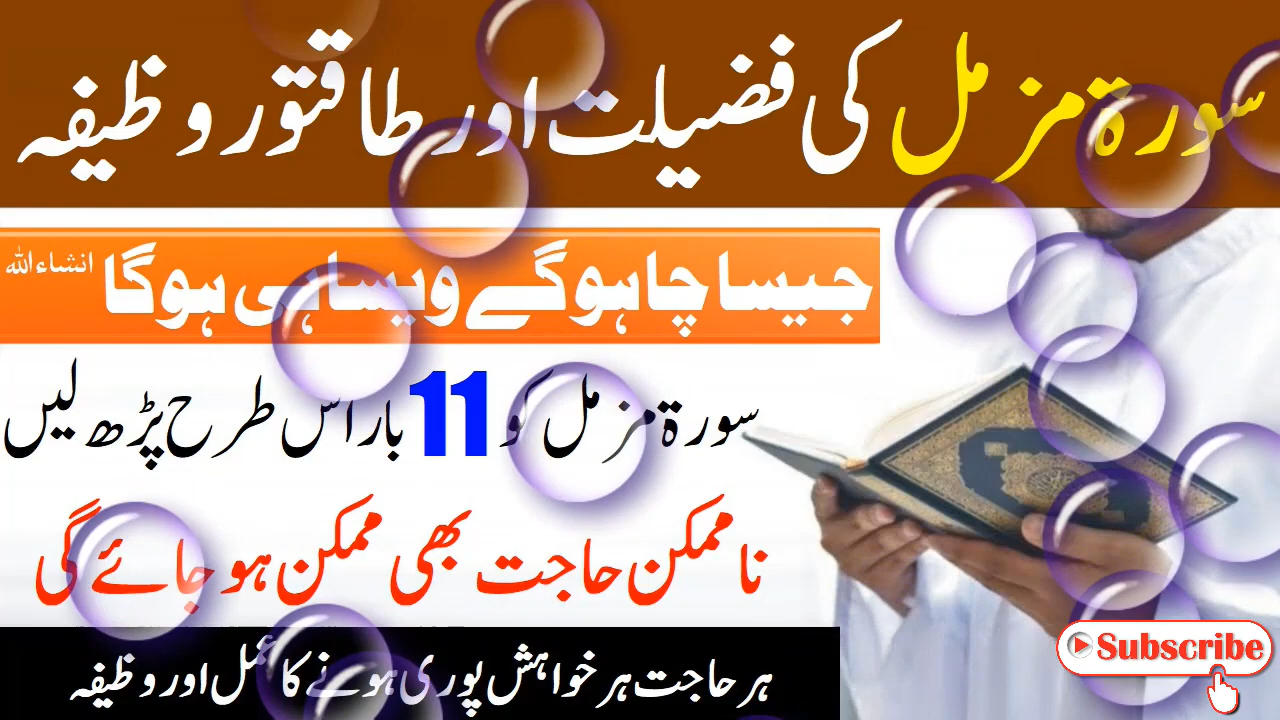 سورۃ مزمل کی فضیلت اور طاقتور وظیفہ
جیسا چاہوگے ویسا ہی ہوگا انشاءاللہ
سورۃ مزمل کو 11 بار اس طرح پڑھ لیں
ناممکن حاجت بھی ممکن ہو جائے گی
ہر حاجت ہر خواہش پوری ہونے کا عمل اور وظیفہ
Subscribe